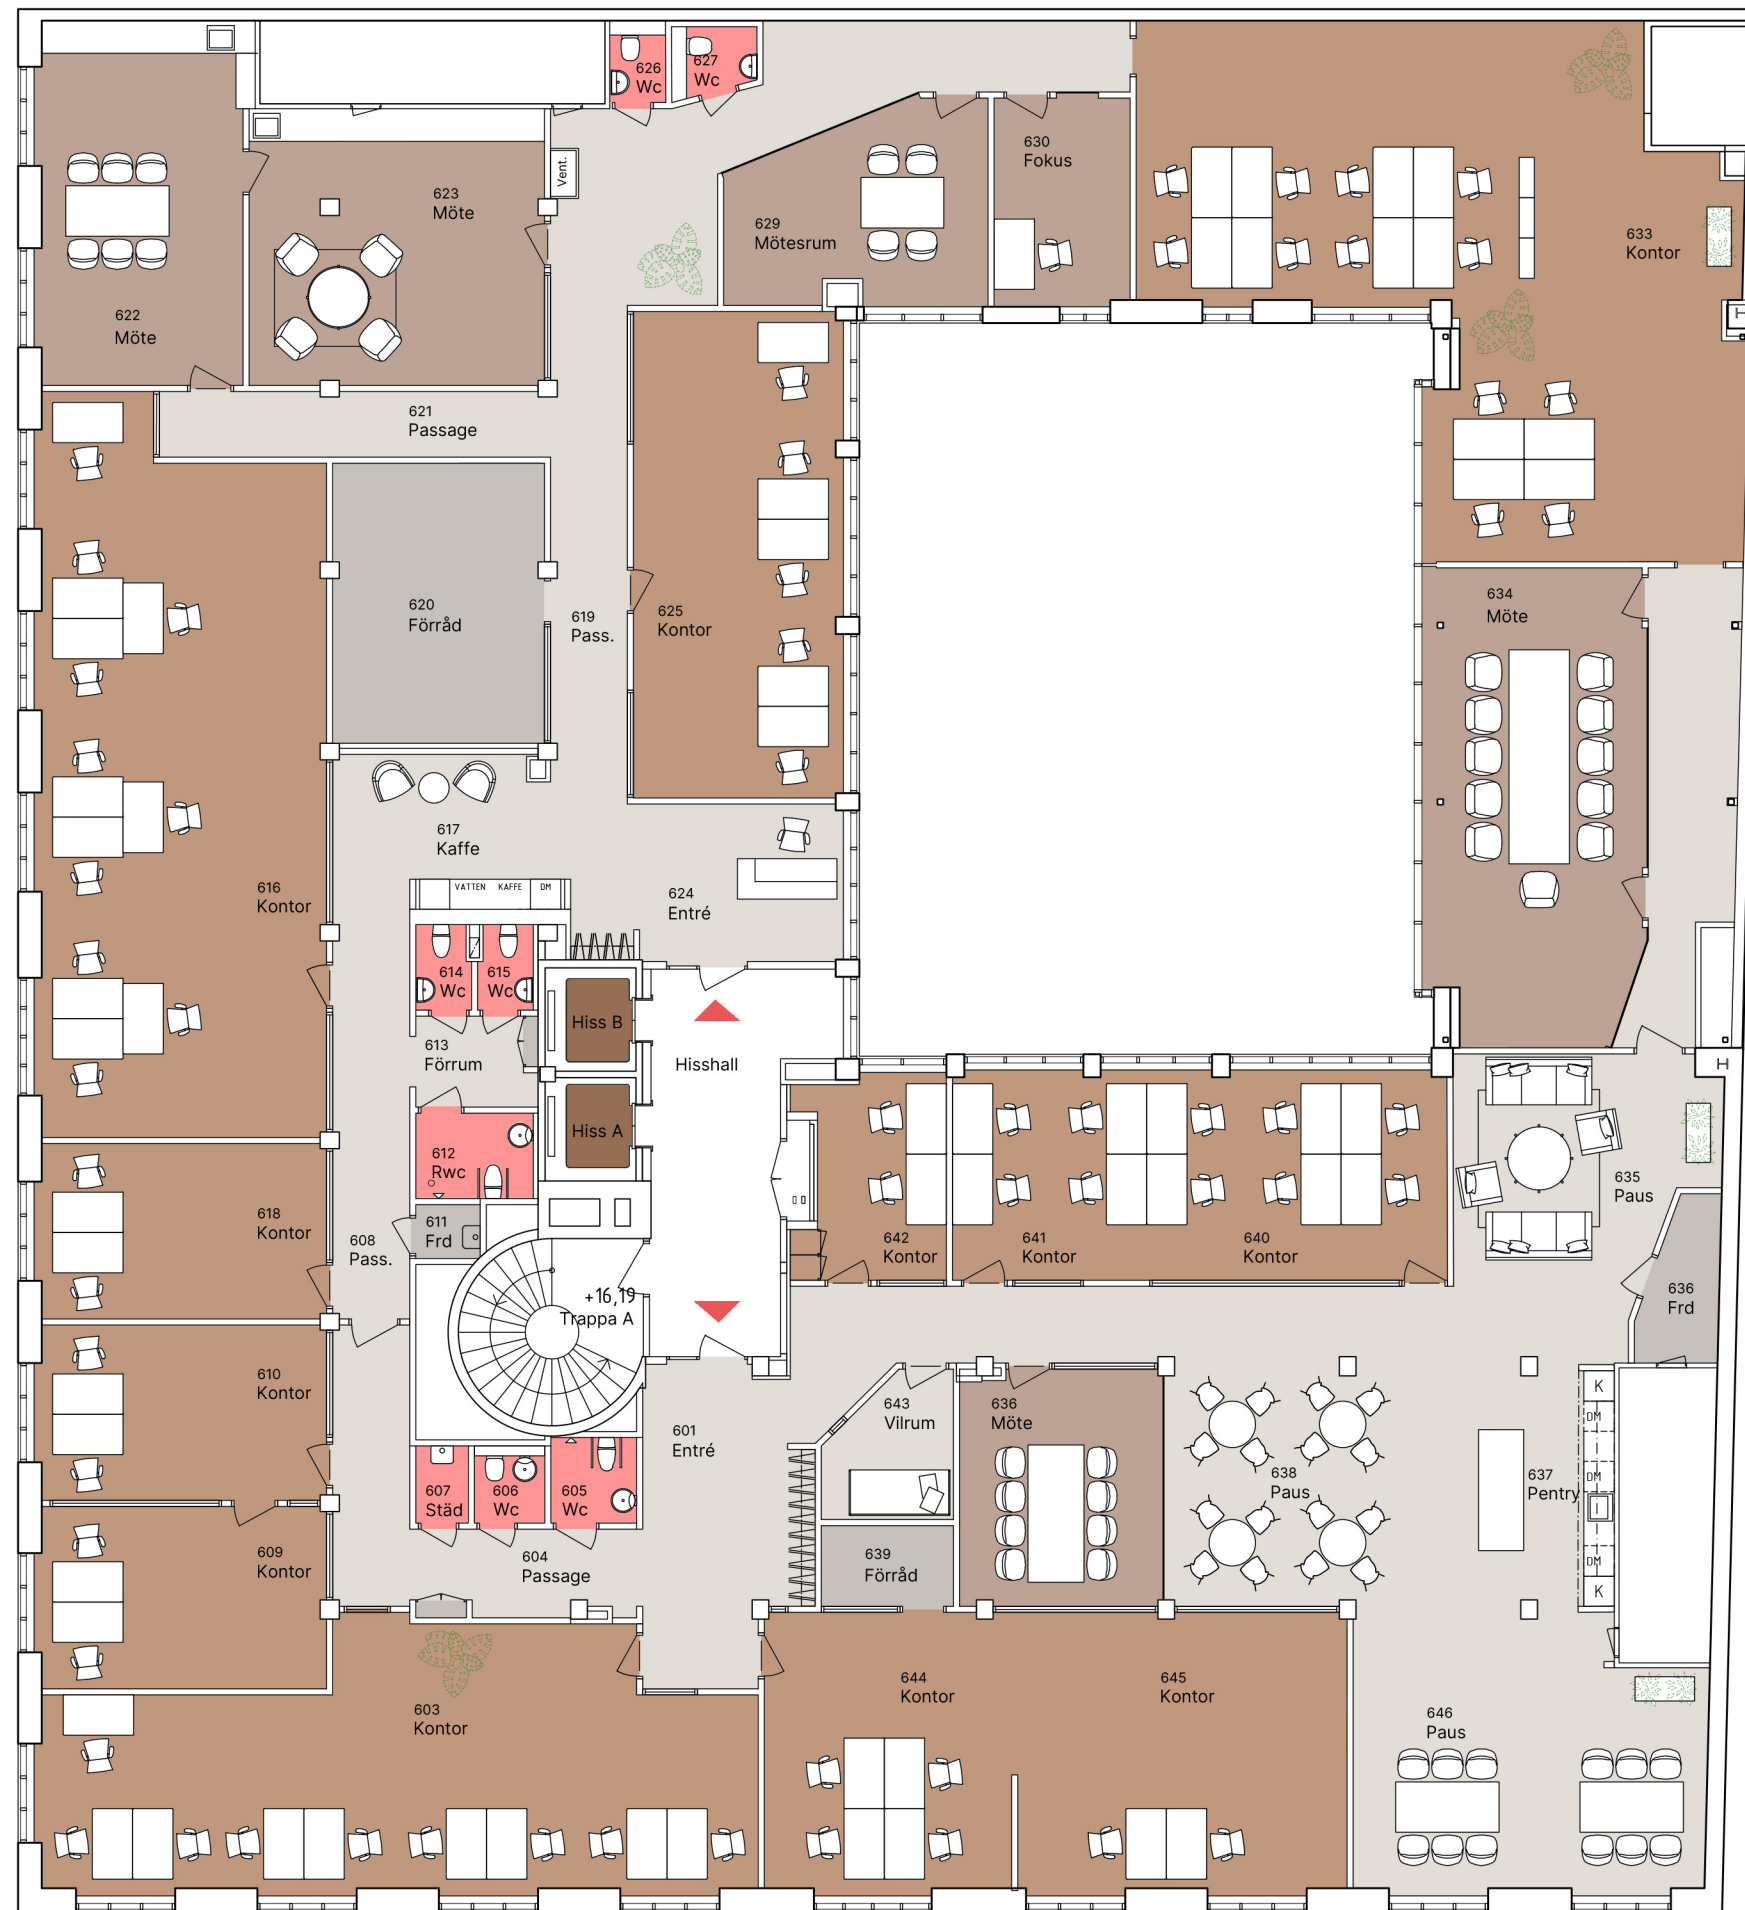 626
Wc
627
Wc
Vent.
630
Fokus
623
Möte
629
Mötesrum
633
Kontor
622
Möte
H
621
Passage
634
Möte
620
Förråd
619
Pass.
625
Kontor
617
Kaffe
616
Kontor
VATTEN KAFFE DM
624
Entré
614
Wc
615
Wc
Hiss B
613
Förrum
Hisshall
H
Hiss A
612
Rwc
635
Paus
618
Kontor
611
Frd
608
Pass.
642
Kontor
641
Kontor
640
Kontor
+16,19
Trappa A
636
Frd
610
Kontor
643
Vilrum
636
Möte
K
DM
601
Entré
638
Paus
637
Pentry
DM
607
Städ
606
Wc
605
Wc
609
Kontor
604
Passage
639
Förråd
DM
K
644
Kontor
645
Kontor
603
Kontor
646
Paus